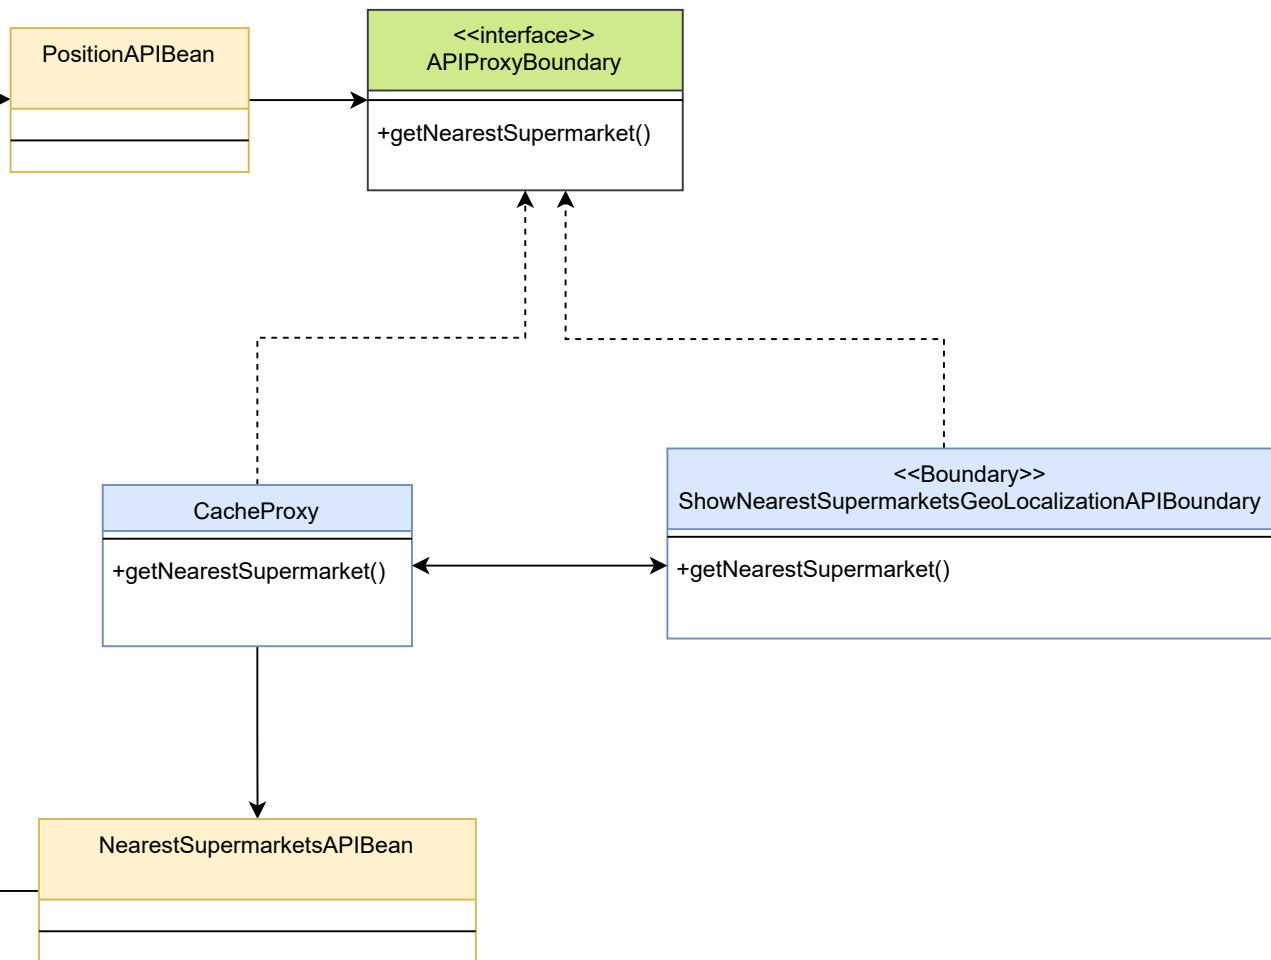 PositionAPIBean
<<interface>>
APIProxyBoundary
+getNearestSupermarket()
CacheProxy
+getNearestSupermarket()
<<Boundary>>
ShowNearestSupermarketsGeoLocalizationAPIBoundary
+getNearestSupermarket()
NearestSupermarketsAPIBean